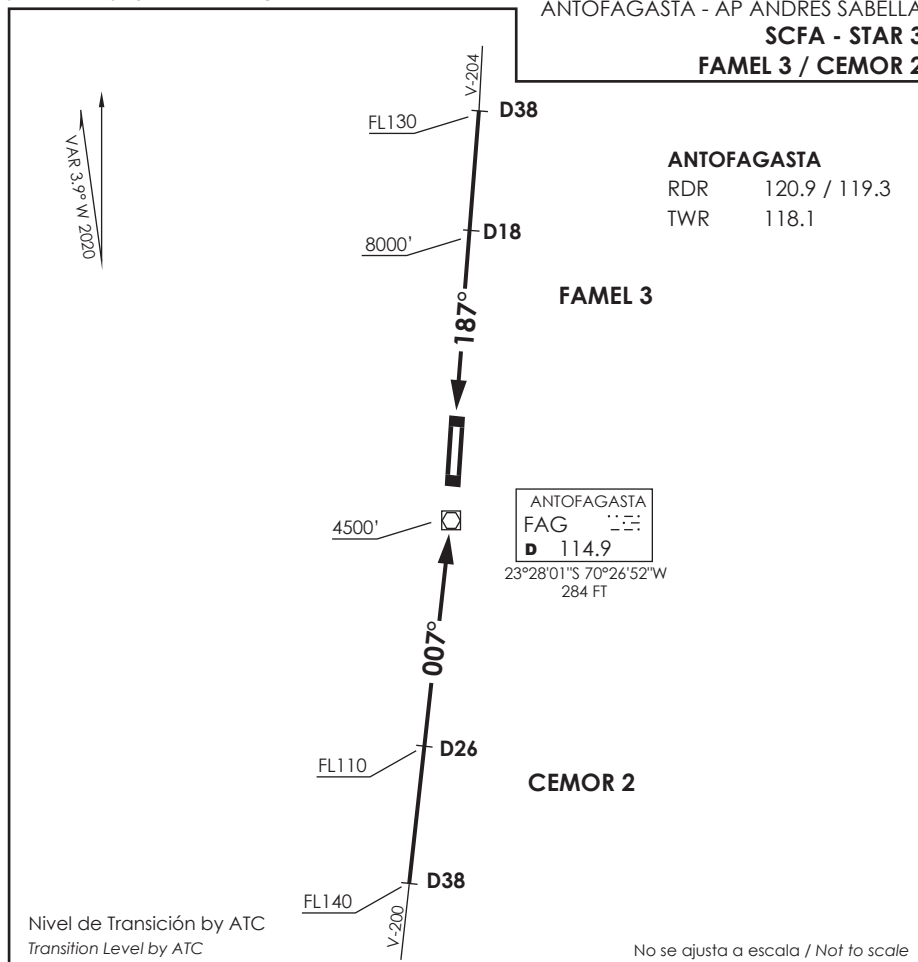 ANTOFAGASTA - AP ANDRES SABELLA
SCFA - STAR 3
FAMEL 3 / CEMOR 2
V-204
D38
FL130
VAR 3.9° W 2020
ANTOFAGASTA
RDR 120.9 / 119.3
TWR 118.1
D18
8000'
FAMEL 3
187°
ANTOFAGASTA
FAG
D 114.9
23°28'01"S 70°26'52"W
284 FT
4500'
007°
D26
FL110
CEMOR 2
D38
FL140
V-200
Nivel de Transición by ATC
Transition Level by ATC
No se ajusta a escala / Not to scale